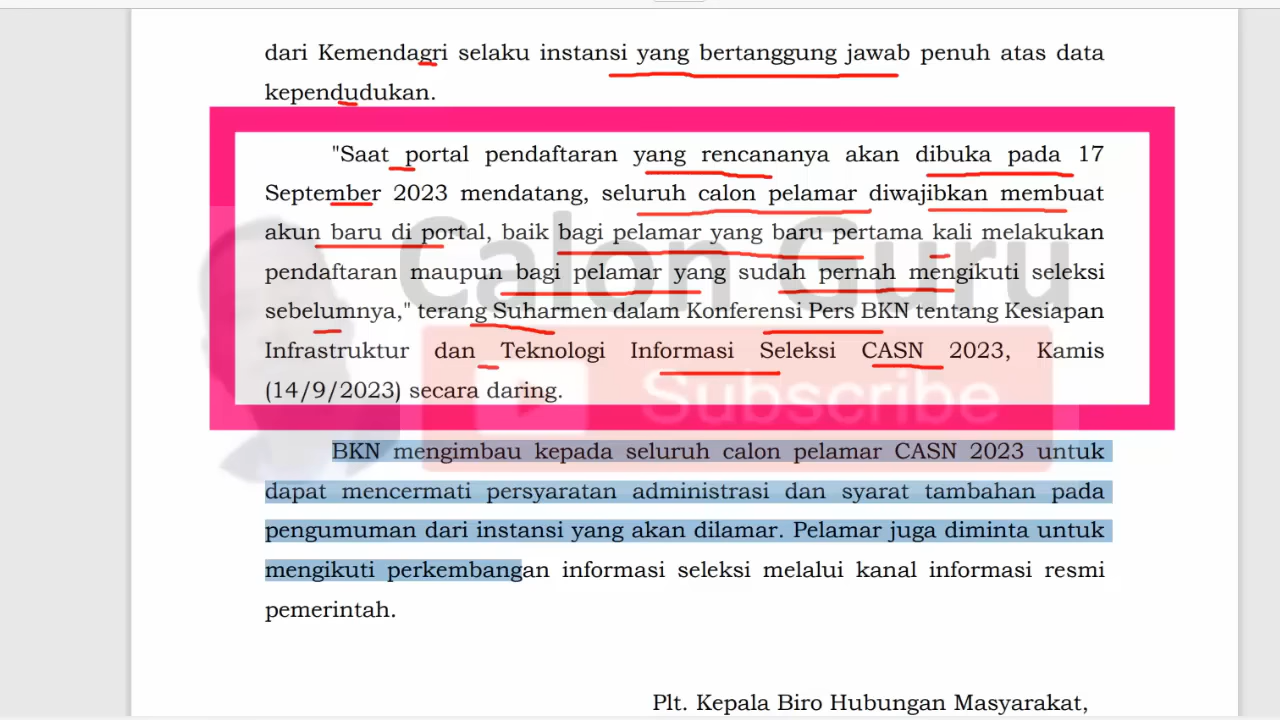 dari Kemendagri selaku instansi yang bertanggung jawab penuh atas data
kependudukan.
"Saat portal pendaftaran yang rencananya akan dibuka pada 17
September 2023 mendatang, seluruh calon pelamar diwajibkan membuat
akun baru di portal, baik bagi pelamar yang baru pertama kali melakukan
pendaftaran maupun bagi pelamar yang sudah pernah mengikuti seleksi
sebelumnya," terang Suharmen dalam Konferensi Pers BKN tentang Kesiapan
Infrastruktur dan Teknologi Informasi Seleksi CASN 2023, Kamis
(14/9/2023) secara daring.
Calon Guru
Subscribe
BKN mengimbau kepada seluruh calon pelamar CASN 2023 untuk
dapat mencermati persyaratan administrasi dan syarat tambahan pada
pengumuman dari instansi yang akan dilamar. Pelamar juga diminta untuk
mengikuti perkembangan informasi seleksi melalui kanal informasi resmi
pemerintah.
Plt. Kepala Biro Hubungan Masyarakat,